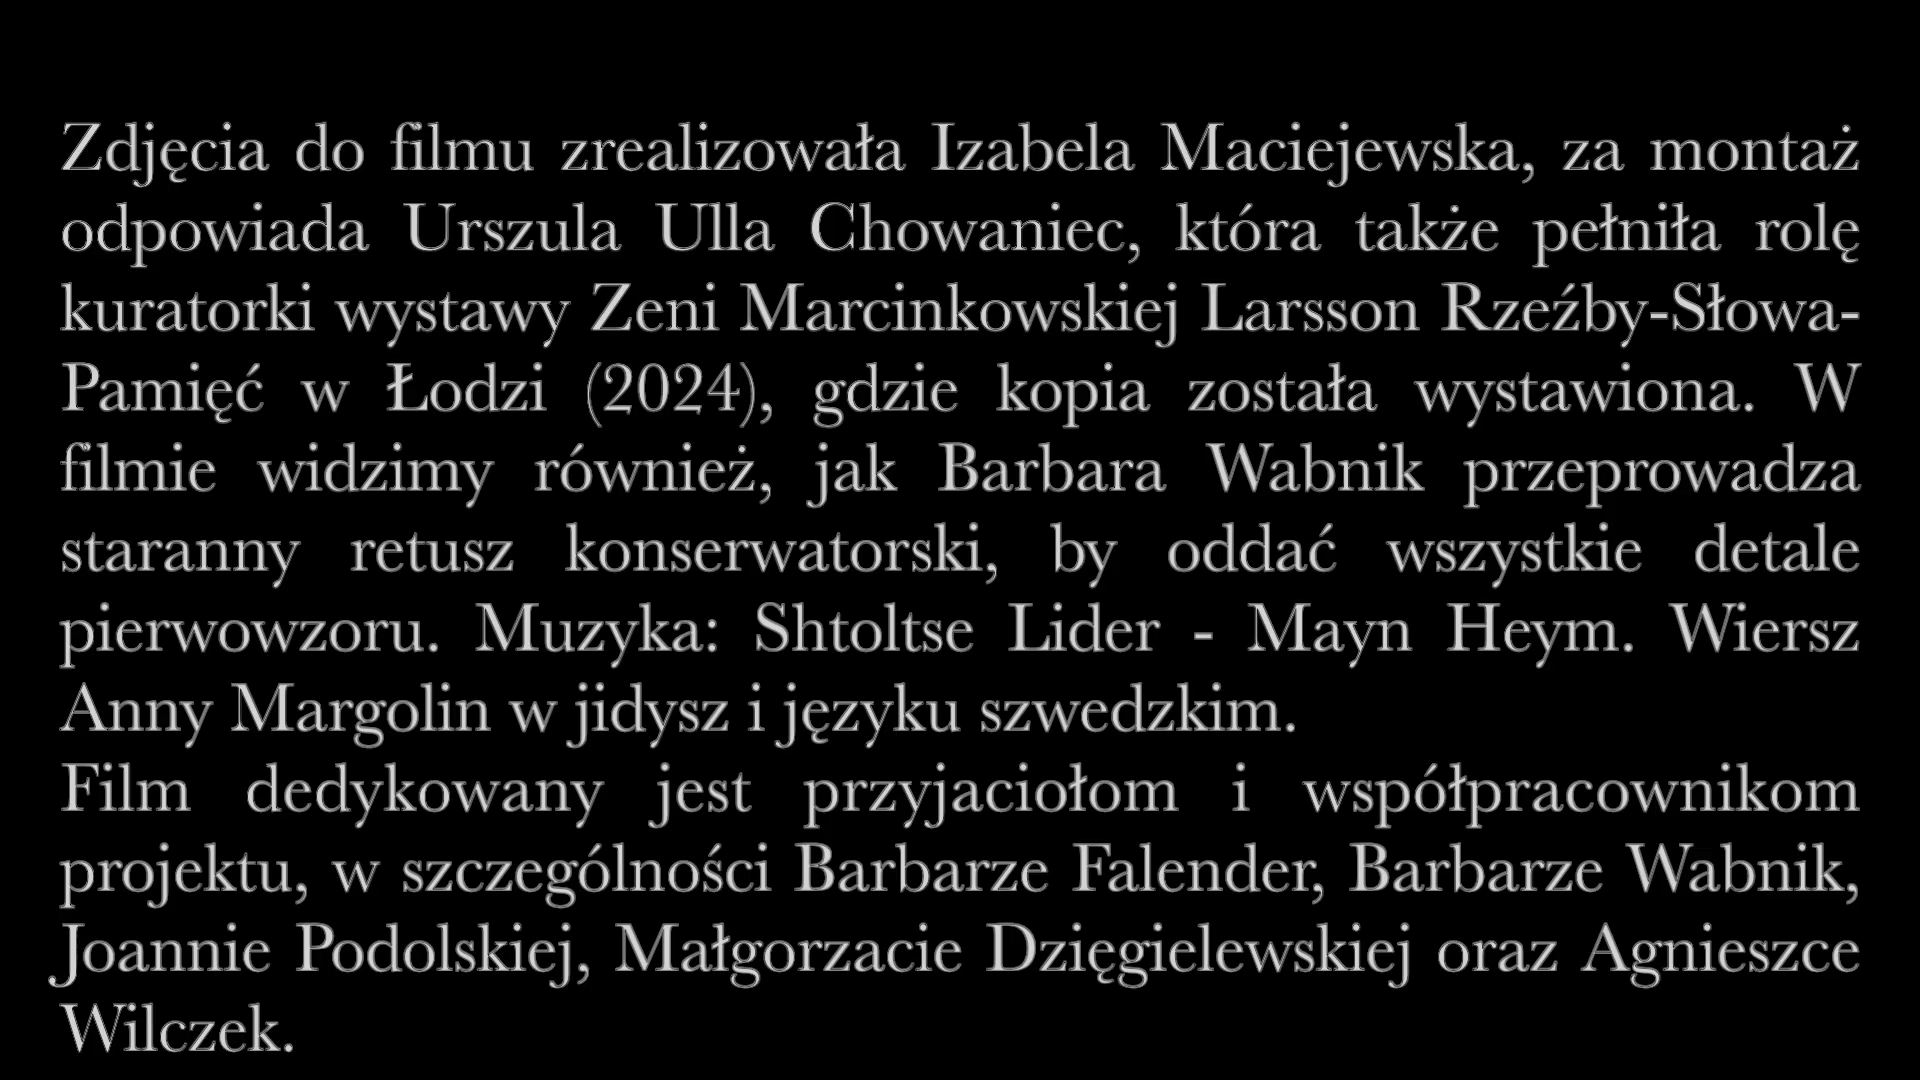 Zdjęcia do filmu zrealizowała Izabela Maciejewska, za montaż
odpowiada Urszula Ulla Chowaniec, która także pełniła rolę
kuratorki wystawy Zeni Marcinkowskiej Larsson Rzeźby-Słowa-
Pamięć w Łodzi (2024), gdzie kopia została wystawiona. W
filmie widzimy również, jak Barbara Wabnik przeprowadza
staranny retusz konserwatorski, by oddać wszystkie detale
pierwowzoru. Muzyka: Shtoltse Lider - Mayn Heym. Wiersz
Anny Margolin w jidysz i języku szwedzkim.
Film dedykowany jest przyjaciołom i współpracownikom
projektu, w szczególności Barbarze Falender, Barbarze Wabnik,
Joannie Podolskiej, Małgorzacie Dzięgielewskiej oraz Agnieszce
Wilczek.